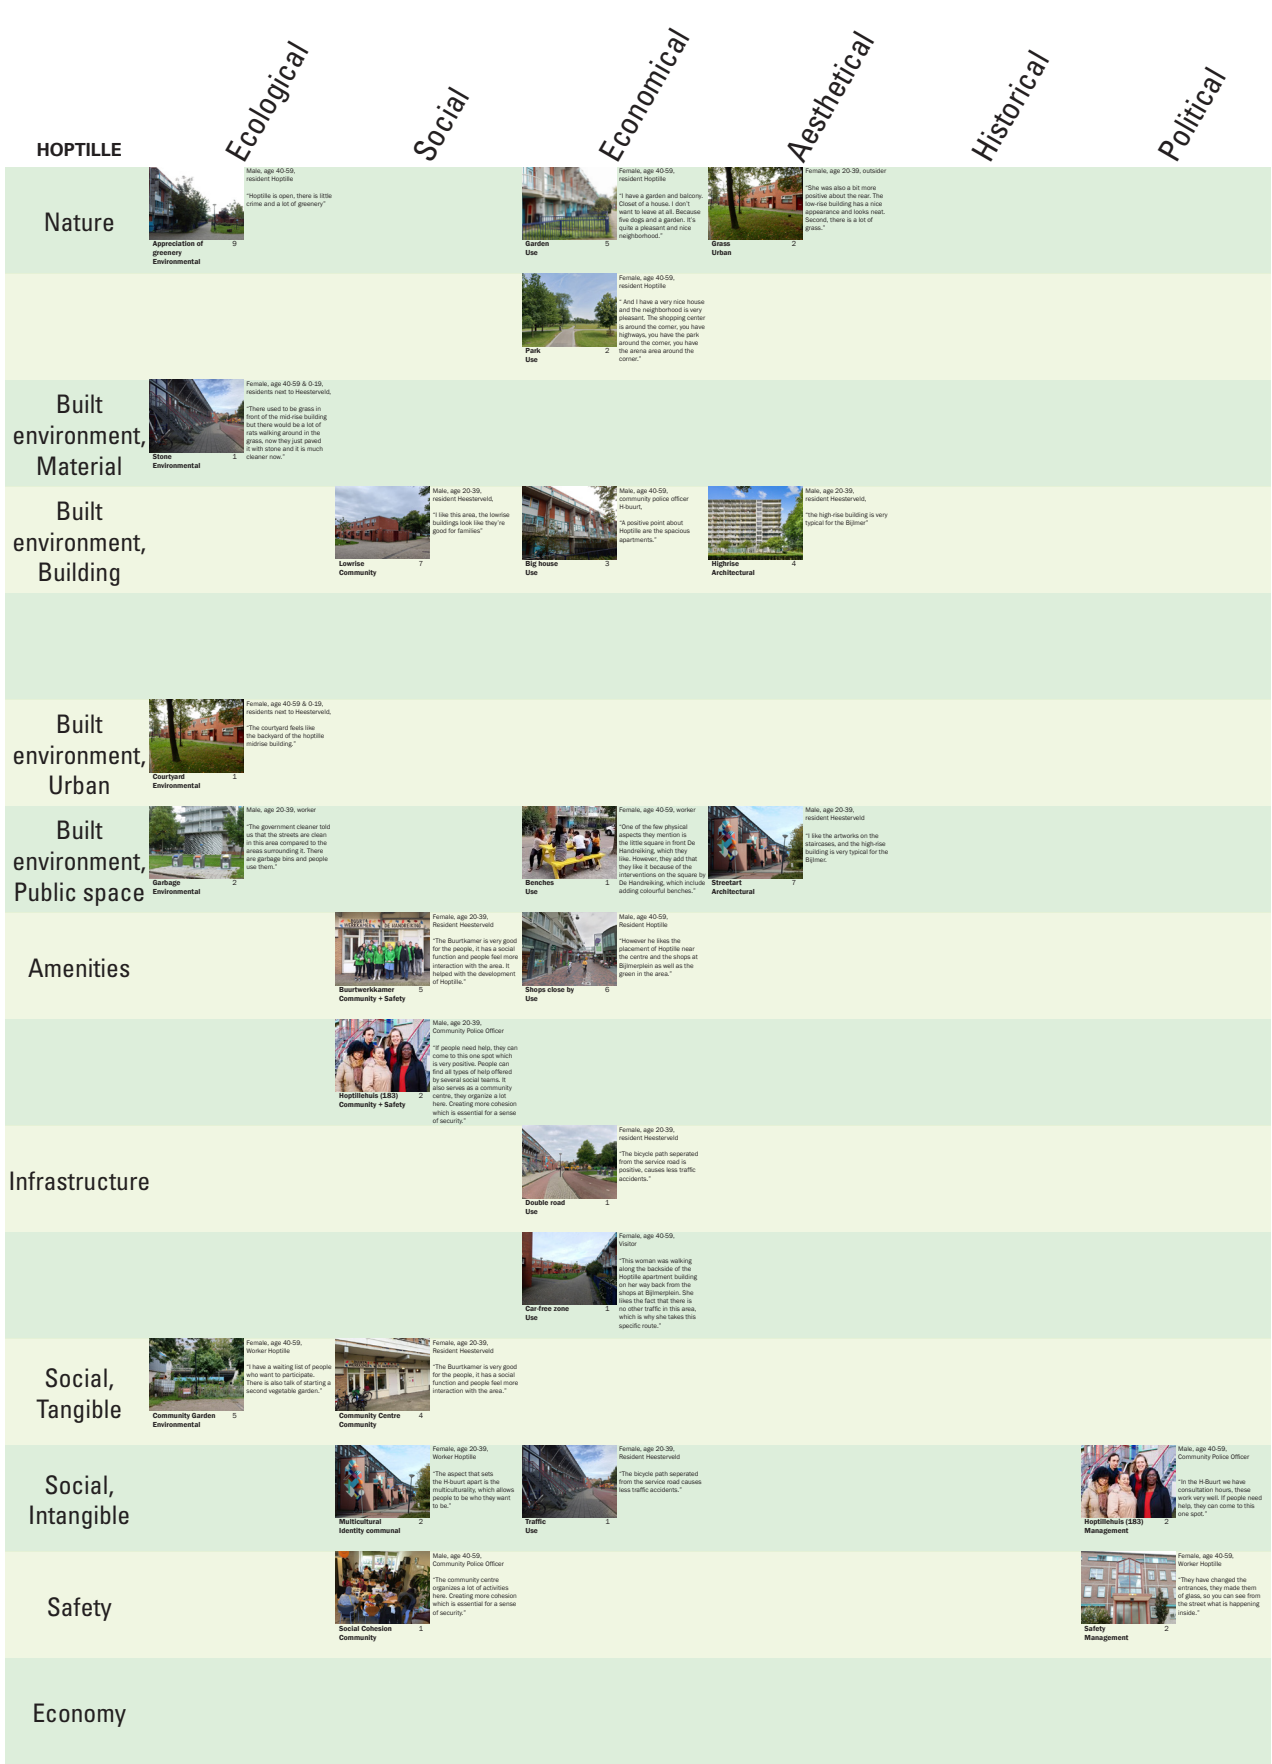 Ecological
Social
Economical
Aesthetical
Historical
Political
HOPTILLE
Nature
Male, age 40-59,
resident Hoptille
"Hoptille is open, there is little
crime and a lot of greenery"
Appreciation of 9
greenery
Environmental
Female, age 40-59,
resident Hoptille
"I have a garden and balcony.
Closet of a house. I don't
want to leave at all. Because
five dogs and a garden. It's
quite a pleasant and nice
neighborhood."
Garden 5
Use
Female, age 20-39, outsider
"She was also a bit more
positive about the rear. The
low-rise building has a nice
appearance and looks neat.
Second, there is a lot of
grass."
Grass 2
Urban
Female, age 40-59,
resident Hoptille
" And I have a very nice house
and the neighborhood is very
pleasant. The shopping center
is around the corner, you have
highways, you have the park
around the corner, you have
the arena area around the
corner."
Park 2
Use
Built
environment,
Material
Female, age 40-59 & 0-19,
residents next to Heesterveld,
"There used to be grass in
front of the mid-rise building
but there would be a lot of
rats walking around in the
grass, now they just paved
it with stone and it is much
cleaner now."
Stone 1
Environmental
Built
environment,
Building
Male, age 20-39,
resident Heesterveld,
"I like this area, the lowrise
buildings look like they're
good for families"
Lowrise 7
Community
Male, age 40-59,
community police officer
H-buurt,
"A positive point about
Hoptille are the spacious
apartments."
Big house 3
Use
Male, age 20-39,
resident Heesterveld,
"the high-rise building is very
typical for the Bijlmer"
Highrise 4
Architectural
Built
environment,
Urban
Female, age 40-59 & 0-19,
residents next to Heesterveld,
"The courtyard feels like
the backyard of the hoptille
midrise building."
Courtyard 1
Environmental
Built
environment,
Public space
Male, age 20-39, worker
"The government cleaner told
us that the streets are clean
in this area compared to the
areas surrounding it. There
are garbage bins and people
use them."
Garbage 2
Environmental
Female, age 40-59, worker
"One of the few physical
aspects they mention is
the little square in front De
Handreiking, which they
like. However, they add that
they like it because of the
interventions on the square by
De Handreiking, which include
adding colourful benches."
Benches 1
Use
Male, age 20-39,
resident Heesterveld
"I like the artworks on the
staircases, and the high-rise
building is very typical for the
Bijlmer.
Streetart 7
Architectural
Amenities
Female, age 20-39,
Resident Heesterveld
"The Buurtkamer is very good
for the people, it has a social
function and people feel more
interaction with the area. It
helped with the development
of Hoptille."
Buurtwerkkamer 5
Community + Safety
Male, age 40-59,
Resident Hoptille
"However he likes the
placement of Hoptille near
the centre and the shops at
Bijlmerplein as well as the
green in the area."
Shops close by 6
Use
Male, age 20-39,
Community Police Officer
"If people need help, they can
come to this one spot which
is very positive. People can
find all types of help offered
by several social teams. It
also serves as a community
centre, they organize a lot
here. Creating more cohesion
which is essential for a sense
of security."
Hoptillehuis (183) 2
Community + Safety
Infrastructure
Female, age 20-39,
resident Heesterveld
"The bicycle path seperated
from the service road is
positive, causes less traffic
accidents."
Double road 1
Use
Female, age 40-59,
Visitor
"This woman was walking
along the backside of the
Hoptille apartment building
on her way back from the
shops at Bijlmerplein. She
likes the fact that there is
no other traffic in this area,
which is why she takes this
specific route."
Car-free zone 1
Use
Social,
Tangible
Female, age 40-59,
Worker Hoptille
"I have a waiting list of people
who want to participate.
There is also talk of starting a
second vegetable garden."
Community Garden 5
Environmental
Female, age 20-39,
Resident Heesterveld
"The Buurtkamer is very good
for the people, it has a social
function and people feel more
interaction with the area."
Community Centre 4
Community
Social,
Intangible
Female, age 20-39,
Worker Hoptille
"The aspect that sets
the H-buurt apart is the
multiculturality, which allows
people to be who they want
to be."
Multicultural 2
Identity communal
Female, age 20-39,
Resident Heesterveld
"The bicycle path seperated
from the service road causes
less traffic accidents."
Traffic 1
Use
Male, age 40-59,
Community Police Officer
"In the H-Buurt we have
consultation hours, these
work very well. If people need
help, they can come to this
one spot."
Hoptillehuis (183) 2
Management
Safety
Male, age 40-59,
Community Police Officer
"The community centre
organizes a lot of activities
here. Creating more cohesion
which is essential for a sense
of security."
Social Cohesion 1
Community
Female, age 40-59,
Worker Hoptille
"They have changed the
entrances, they made them
of glass, so you can see from
the street what is happening
inside."
Safety 2
Management
Economy